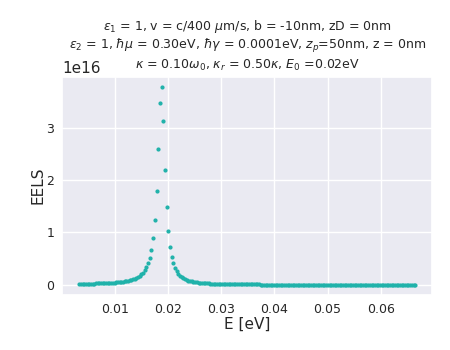 ε₁ = 1, v = c/400 μm/s, b = -10nm, zD = 0nm
ε₂ = 1, ℏμ = 0.30eV, ℏγ = 0.0001eV, zₚ=50nm, z = 0nm
κ = 0.10ω₀, κᵣ = 0.50κ, E₀ =0.02eV
1e16
3
2
1
0
EELS
0.01 0.02 0.03 0.04 0.05 0.06
E [eV]